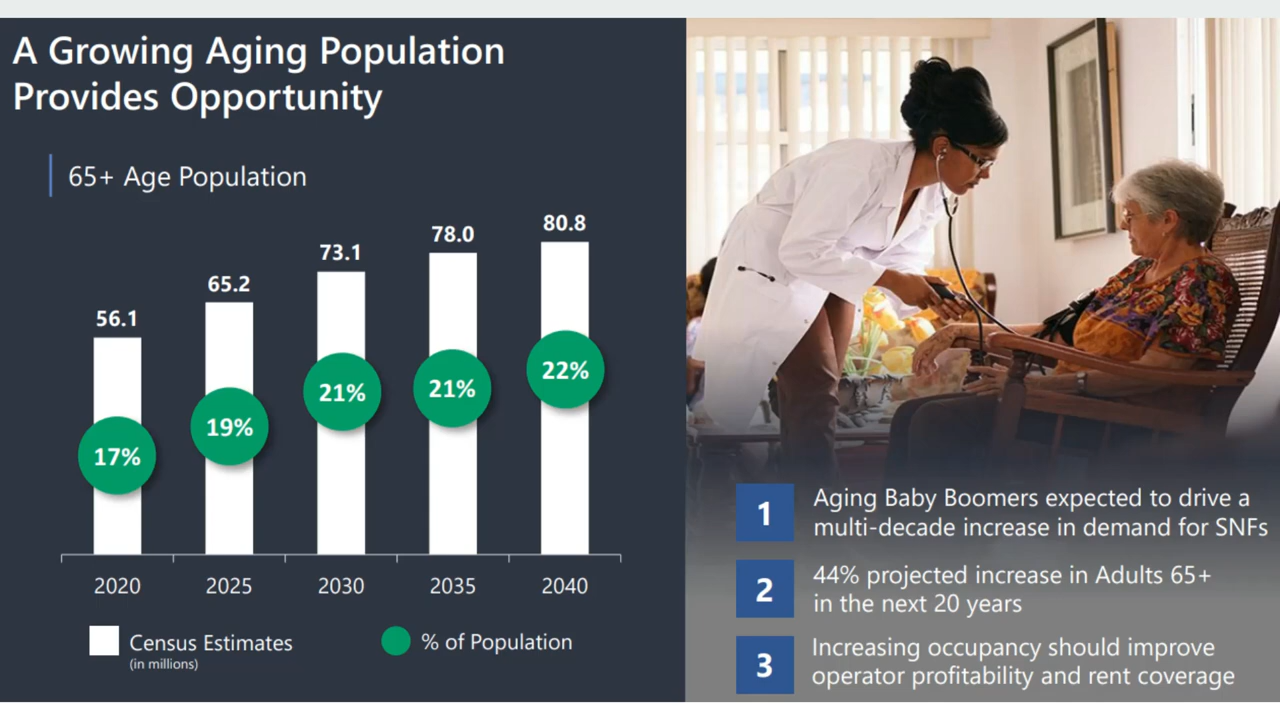 A Growing Aging Population
Provides Opportunity
65+ Age Population
56.1
65.2
73.1
78.0
80.8
17%
19%
21%
21%
22%
2020
2025
2030
2035
2040
Census Estimates
(in millions)
% of Population
1
Aging Baby Boomers expected to drive a
multi-decade increase in demand for SNFs
2
44% projected increase in Adults 65+
in the next 20 years
3
Increasing occupancy should improve
operator profitability and rent coverage